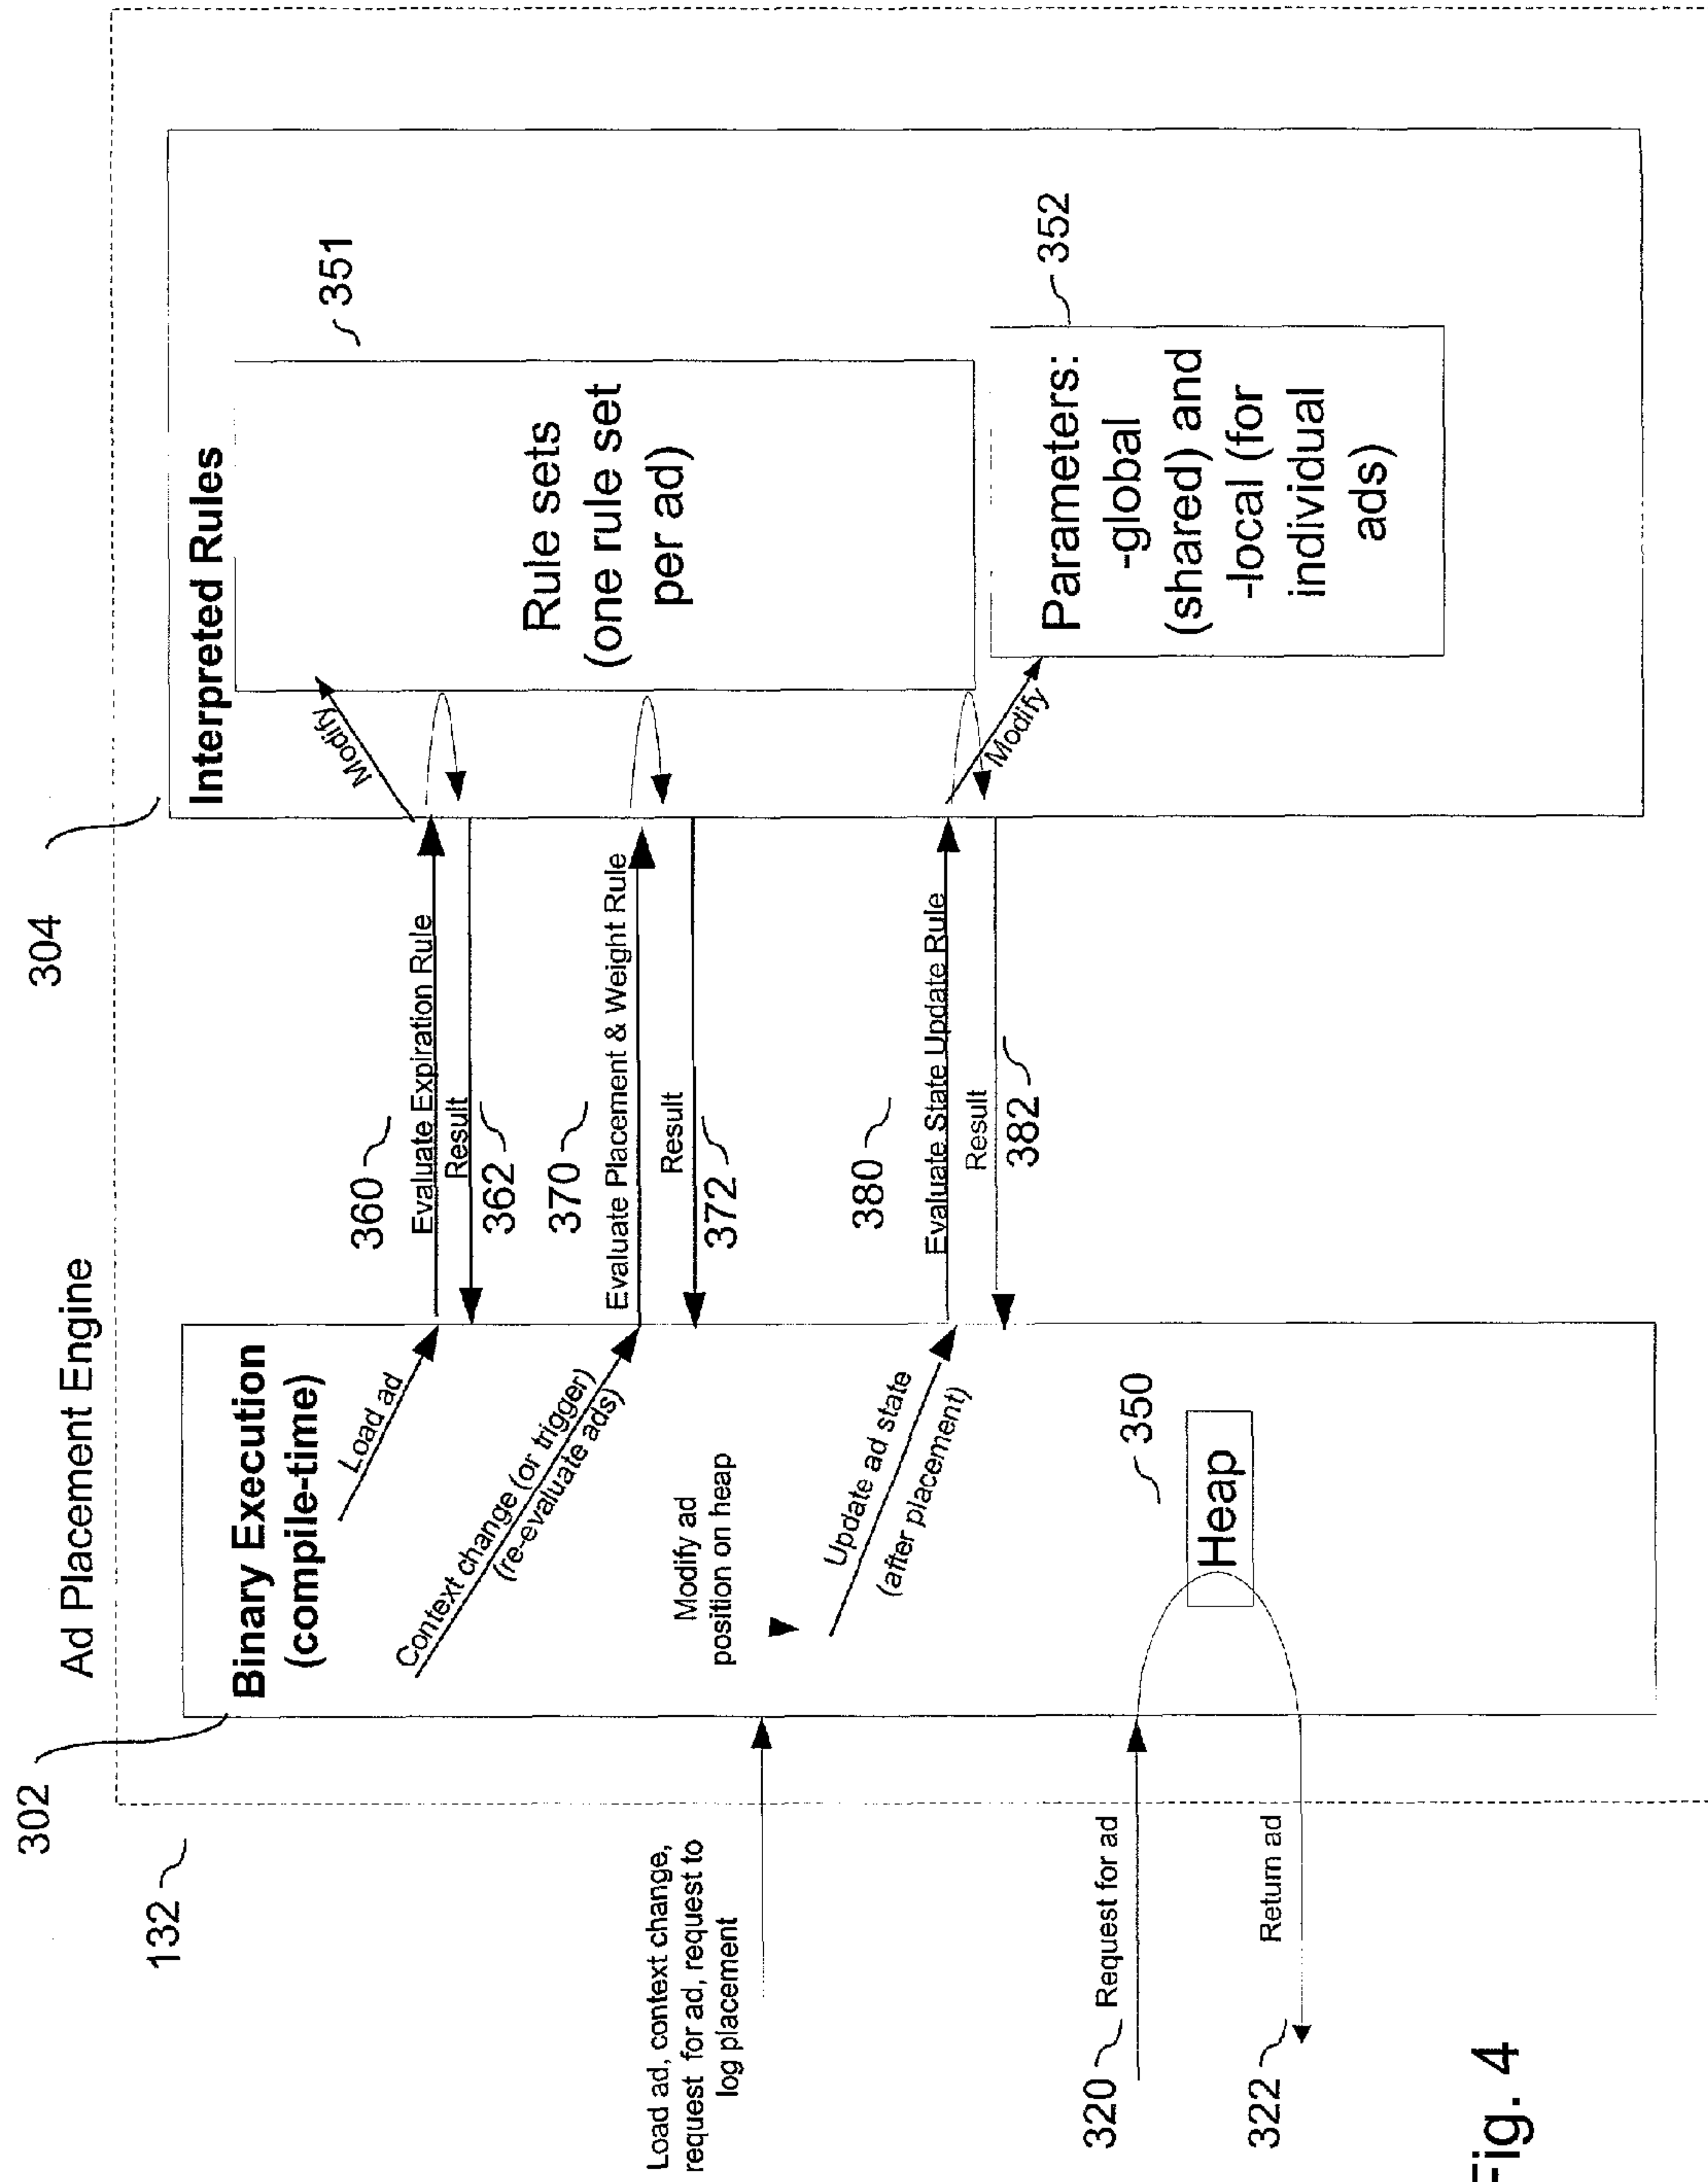 Ad Placement Engine
132
302
304
Binary Execution
(compile-time)
Load ad
Context change (or trigger)
(re-evaluate ads)
Modify ad
position on heap
Update ad state
(after placement)
350
Heap
Load ad, context change,
request for ad, request to
log placement
320
Request for ad
322
Return ad
360
Evaluate Expiration Rule
Result
362
370
Evaluate Placement & Weight Rule
Result
372
380
Evaluate State Update Rule
Result
382
Interpreted Rules
Modify
351
Rule sets
(one rule set
per ad)
Modify
352
Parameters:
-global
(shared) and
-local (for
individual
ads)
Fig. 4